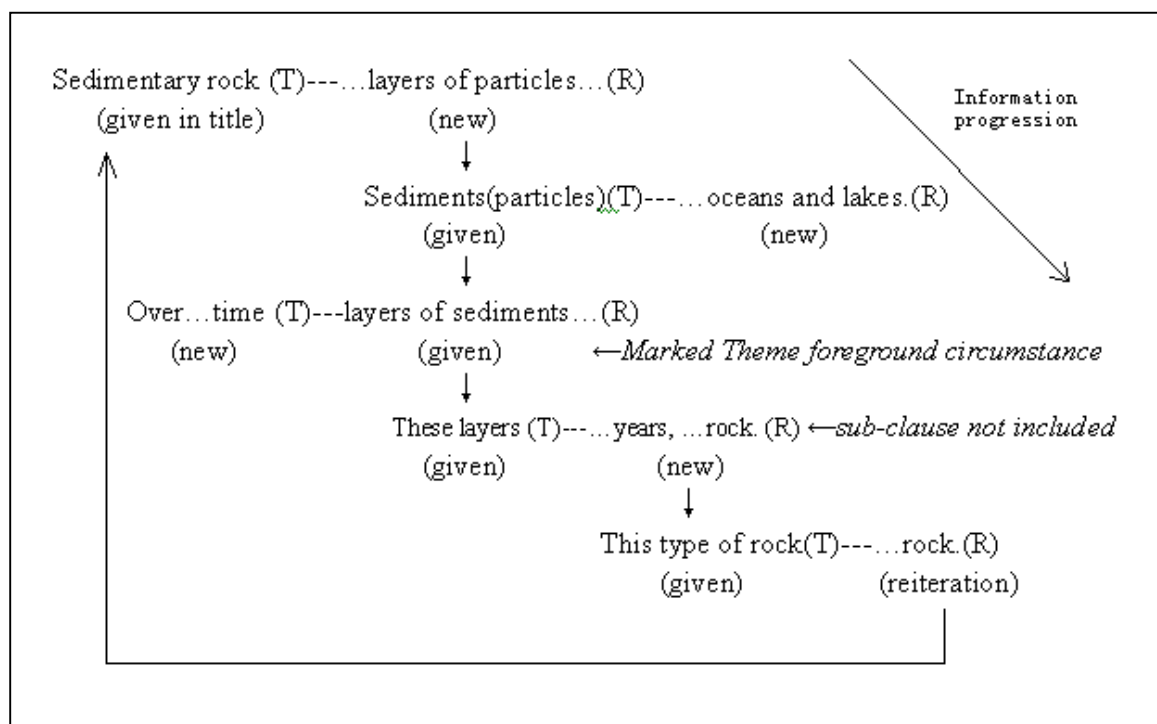 Sedimentary rock (T)---…layers of particles…(R)
(given in title) (new)
Information
progression
Sediments(particles)(T)---…oceans and lakes.(R)
(given) (new)
Over…time (T)---layers of sediments…(R)
(new) (given) ←Marked Theme foreground circumstance
These layers (T)---…years, …rock. (R) ←sub-clause not included
(given) (new)
This type of rock(T)---…rock.(R)
(given) (reiteration)